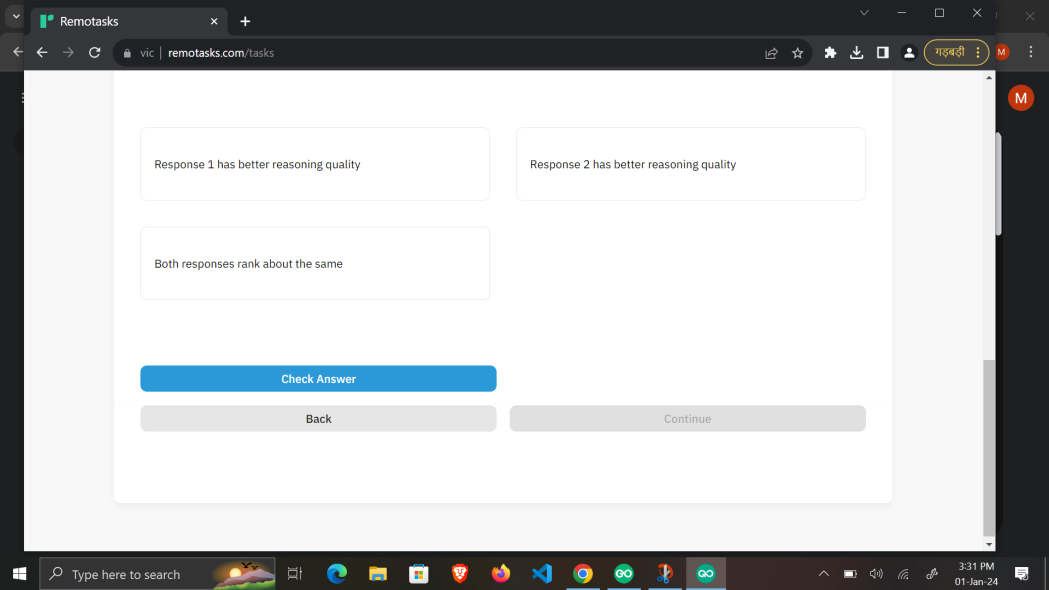 Remotasks
vic | remotasks.com/tasks
गड़बड़ी
M
M
Response 1 has better reasoning quality
Response 2 has better reasoning quality
Both responses rank about the same
Check Answer
Back
Continue
Type here to search
3:31 PM
01-Jan-24